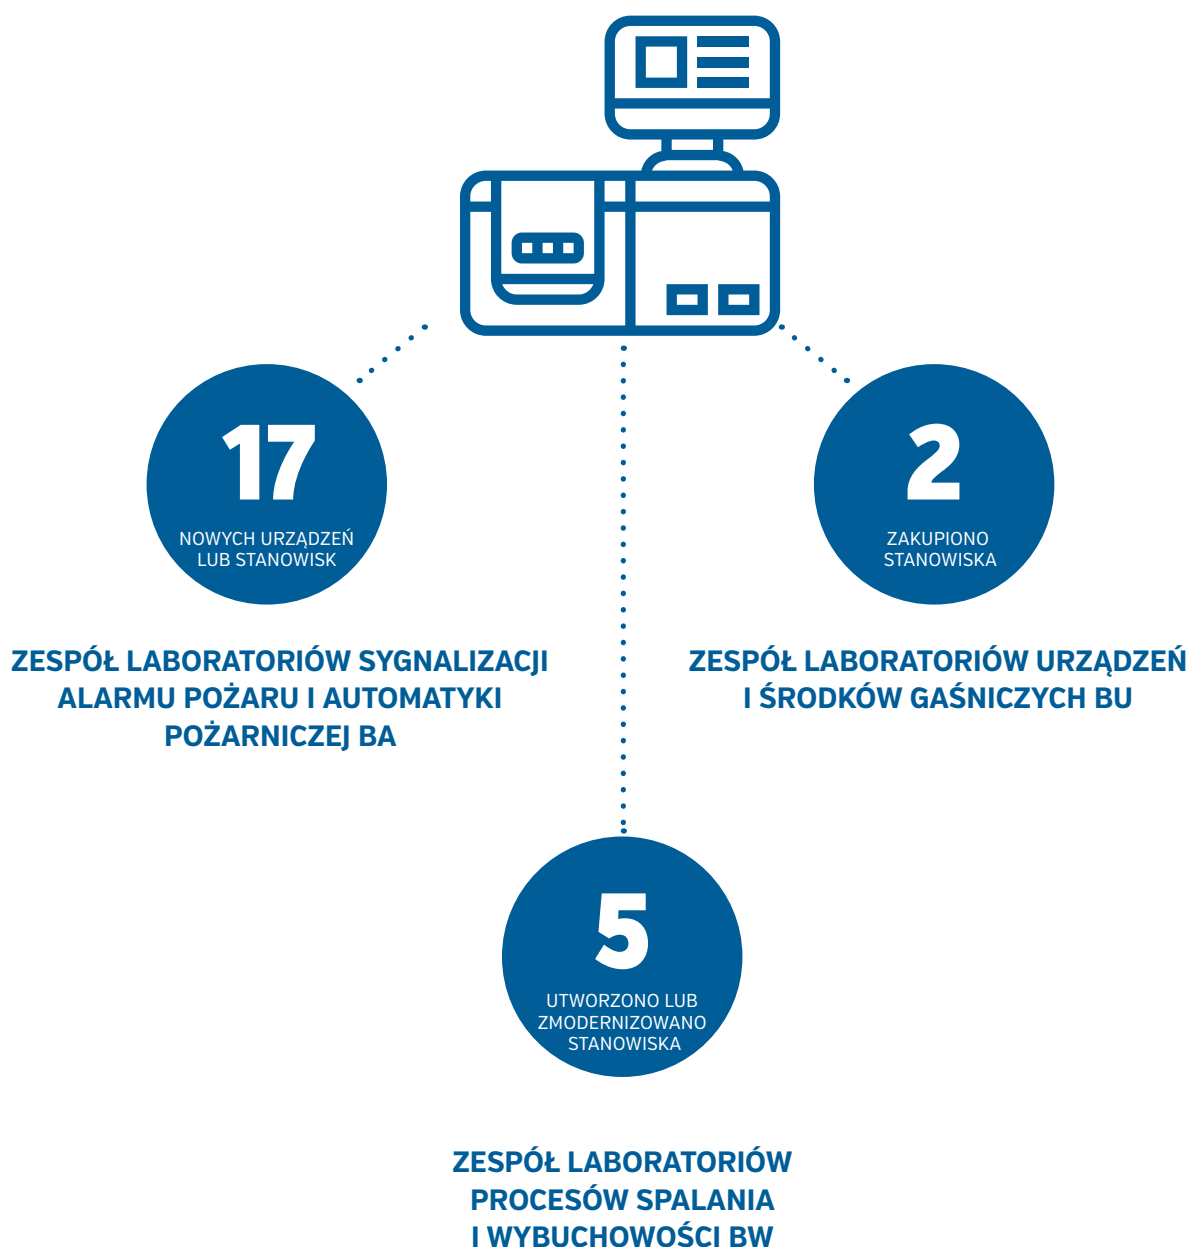 17
NOWYCH URZĄDZEŃ
LUB STANOWISK
ZESPÓŁ LABORATORIÓW SYGNALIZACJI
ALARMU POŻARU I AUTOMATYKI
POŻARNICZEJ BA
2
ZAKUPIONO
STANOWISKA
ZESPÓŁ LABORATORIÓW URZĄDZEŃ
I ŚRODKÓW GAŚNICZYCH BU
5
UTWORZONO LUB
ZMODERNIZOWANO
STANOWISKA
ZESPÓŁ LABORATORIÓW
PROCESÓW SPALANIA
I WYBUCHOWOŚCI BW